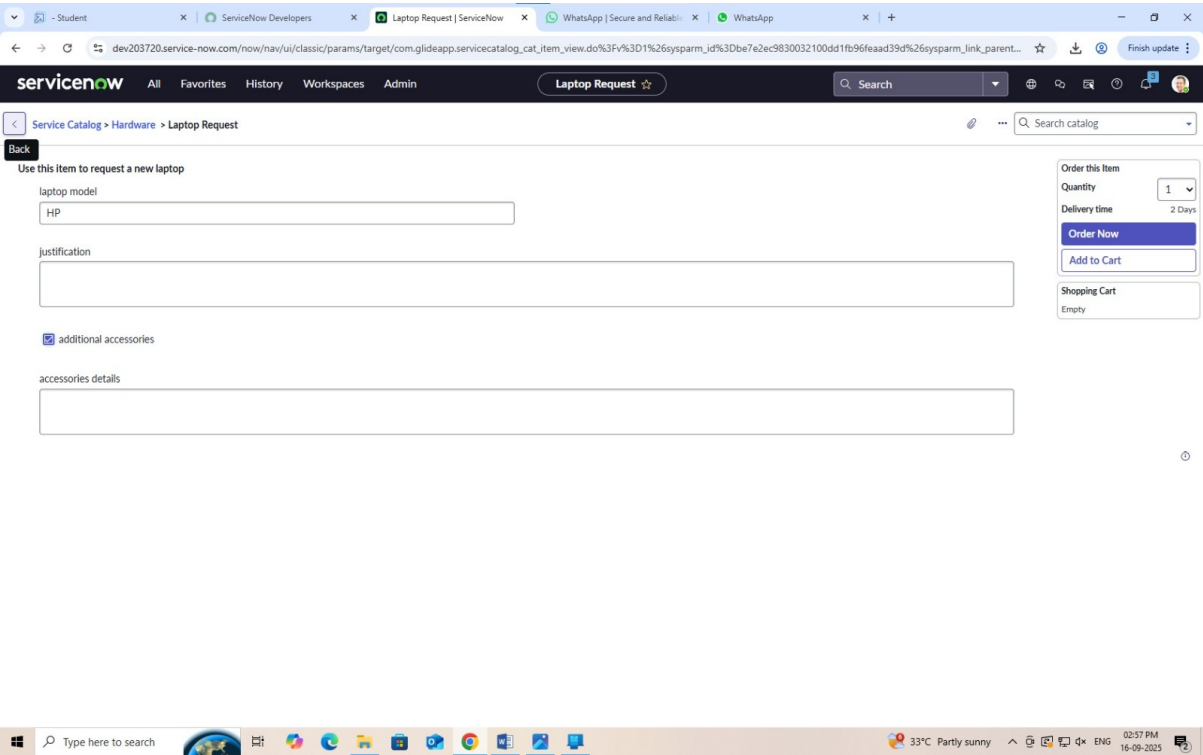 - Student
ServiceNow Developers
Laptop Request | ServiceNow
WhatsApp | Secure and Reliable
WhatsApp
dev203720.service-now.com/now/nav/ui/classic/params/target/com.glideapp.servicecatalog_cat_item_view.do%3Fv%3D1%26sysparm_id%3Dbe7e2ec9830032100dd1fb96feaad39d%26sysparm_link_parent...
Finish update
servicenow
All Favorites History Workspaces Admin
Laptop Request
Search
3
Service Catalog > Hardware > Laptop Request
Search catalog
Back
Use this item to request a new laptop
laptop model
HP
justification
additional accessories
accessories details
Order this Item
Quantity 1
Delivery time 2 Days
Order Now
Add to Cart
Shopping Cart
Empty
Type here to search
33°C Partly sunny
ENG
02:57 PM
16-09-2025